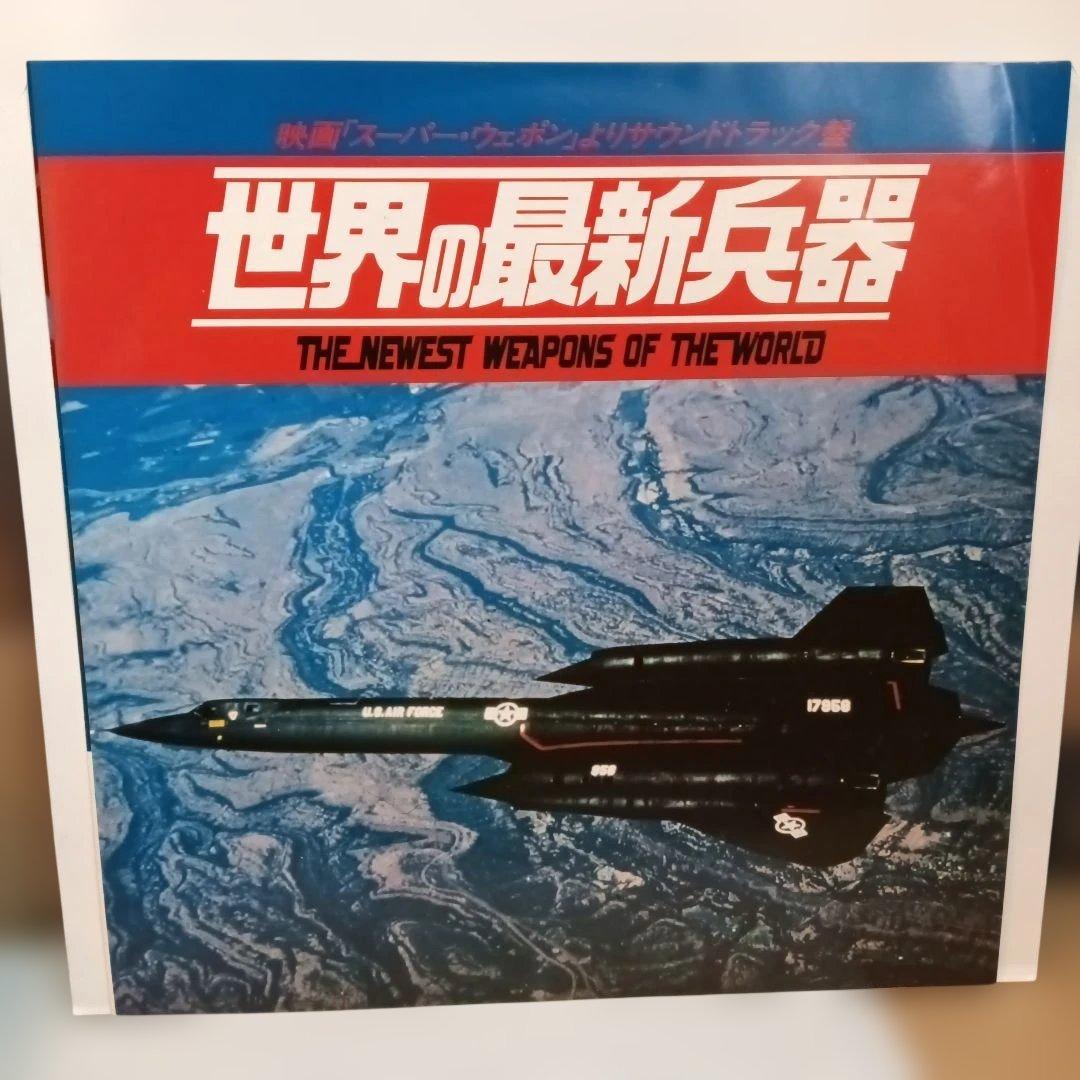 映画「スーパー・ウェポン」よりサウンドトラック盤
世界の最新兵器
THE NEWEST WEAPONS OF THE WORLD
U.S. AIR FORCE
17958
958